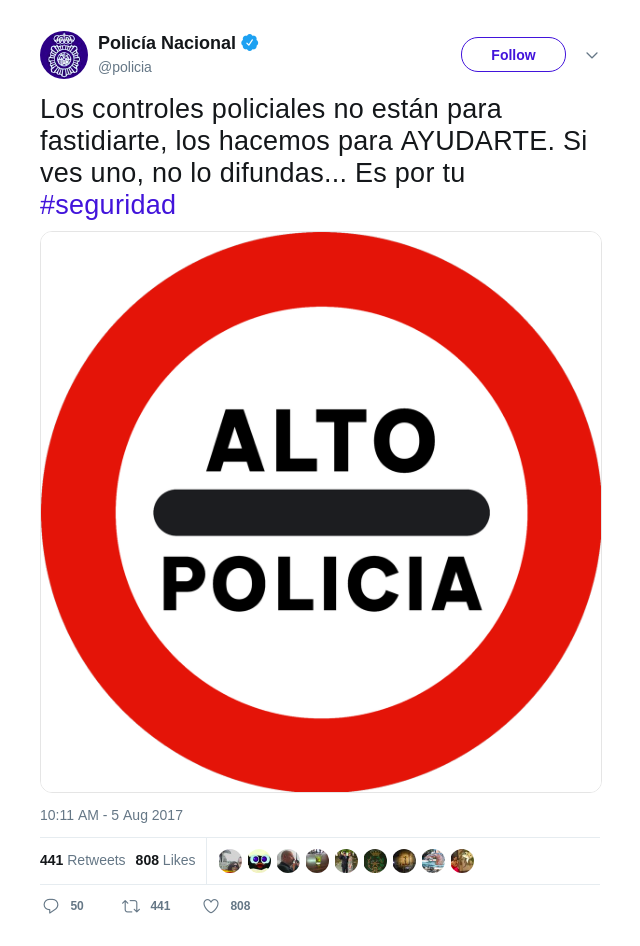 Policía Nacional
@policia
Follow
Los controles policiales no están para
fastidiarte, los hacemos para AYUDARTE. Si
ves uno, no lo difundas... Es por tu
#seguridad
ALTO
POLICIA
10:11 AM - 5 Aug 2017
441 Retweets 808 Likes
50 441 808